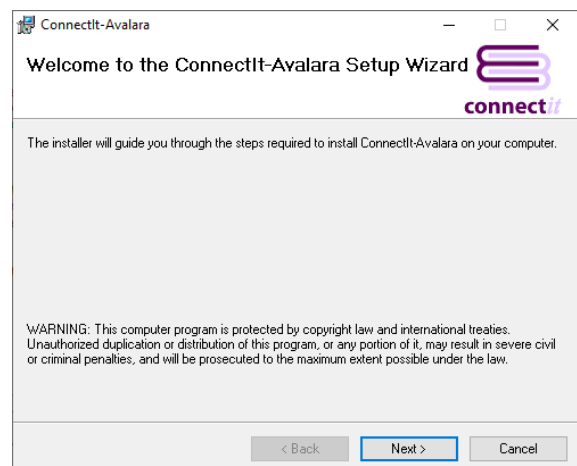 ConnectIt-Avalara
Welcome to the ConnectIt-Avalara Setup Wizard
connectit
The installer will guide you through the steps required to install ConnectIt-Avalara on your computer.
WARNING: This computer program is protected by copyright law and international treaties.
Unauthorized duplication or distribution of this program, or any portion of it, may result in severe civil
or criminal penalties, and will be prosecuted to the maximum extent possible under the law.
< Back
Next >
Cancel